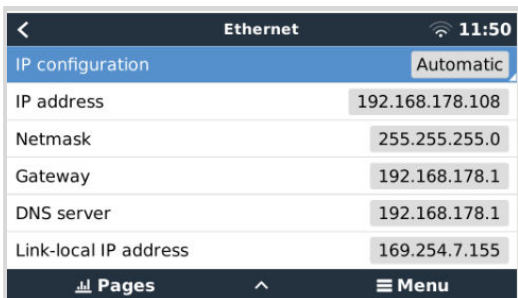 Ethernet 11:50
IP configuration Automatic
IP address 192.168.178.108
Netmask 255.255.255.0
Gateway 192.168.178.1
DNS server 192.168.178.1
Link-local IP address 169.254.7.155
Pages Menu